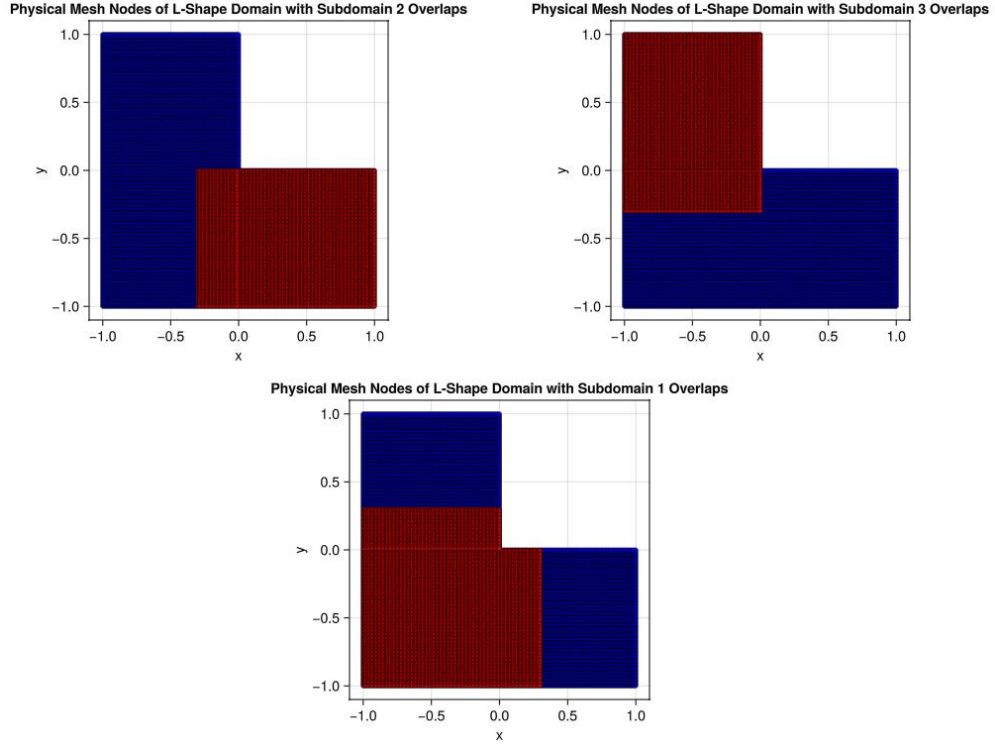 Physical Mesh Nodes of L-Shape Domain with Subdomain 2 Overlaps
1.0
0.5
0.0
−0.5
−1.0
y
−1.0 −0.5 0.0 0.5 1.0
x
Physical Mesh Nodes of L-Shape Domain with Subdomain 3 Overlaps
1.0
0.5
0.0
−0.5
−1.0
y
−1.0 −0.5 0.0 0.5 1.0
x
Physical Mesh Nodes of L-Shape Domain with Subdomain 1 Overlaps
1.0
0.5
0.0
−0.5
−1.0
y
−1.0 −0.5 0.0 0.5 1.0
x